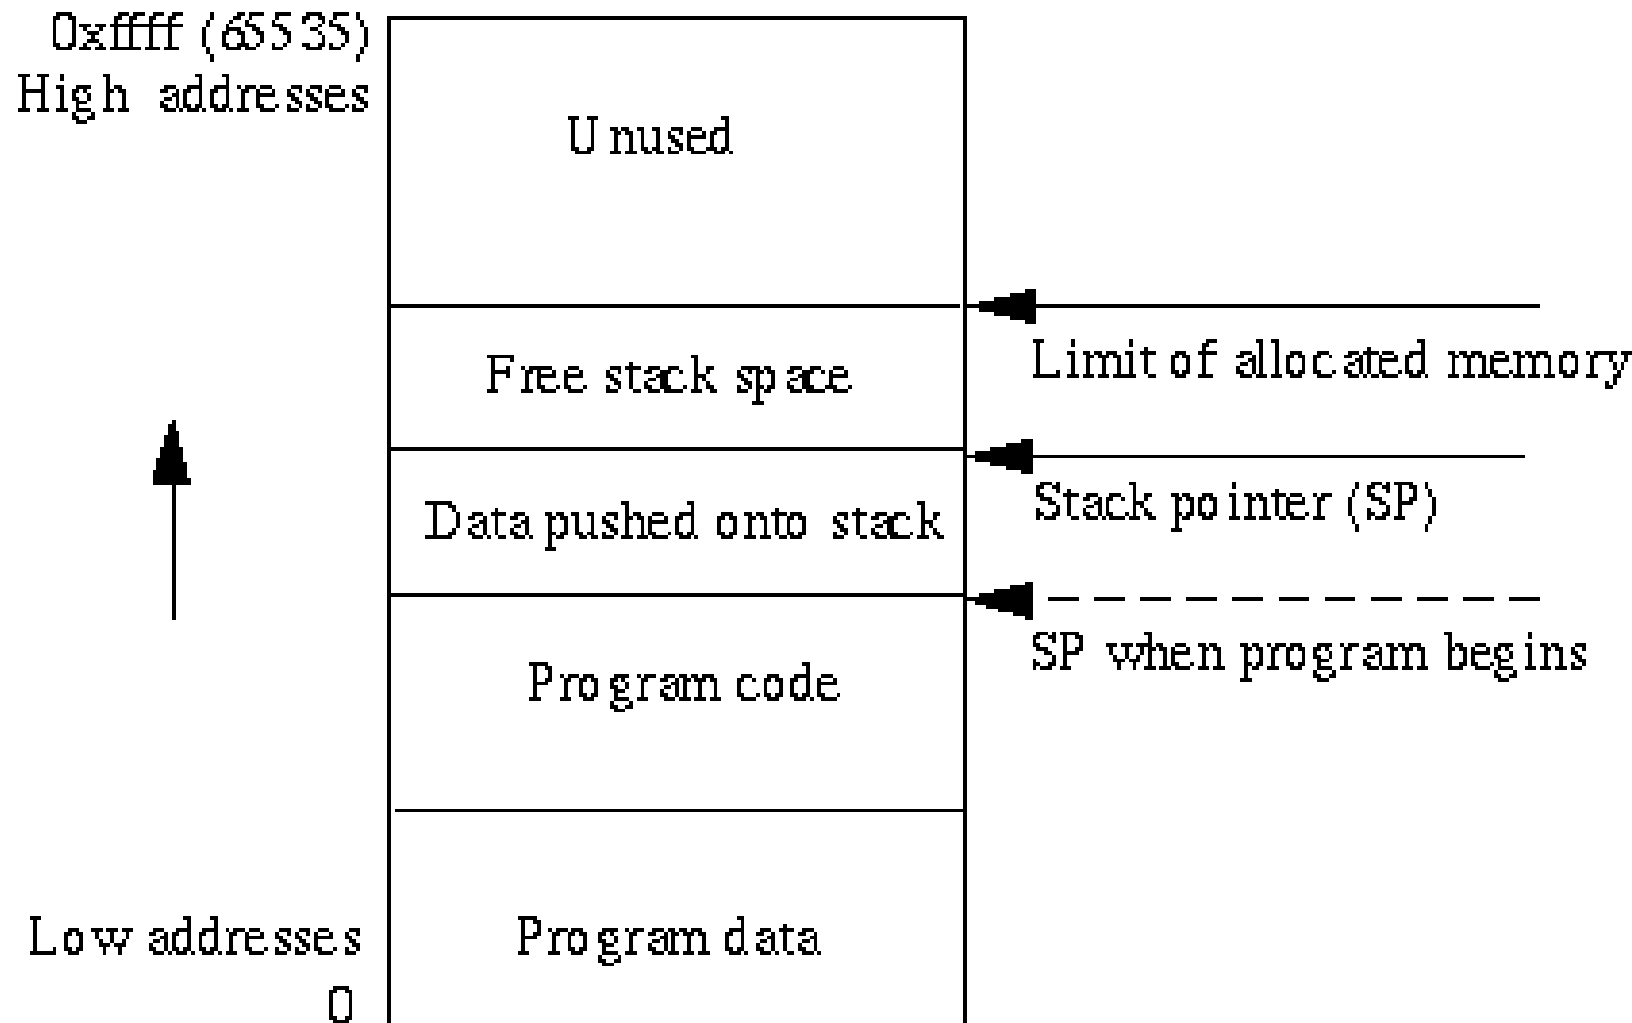 0xffff (65535)
High addresses
Unused
Free stack space
Limit of allocated memory
Data pushed onto stack
Stack pointer (SP)
SP when program begins
Program code
Low addresses
0
Program data